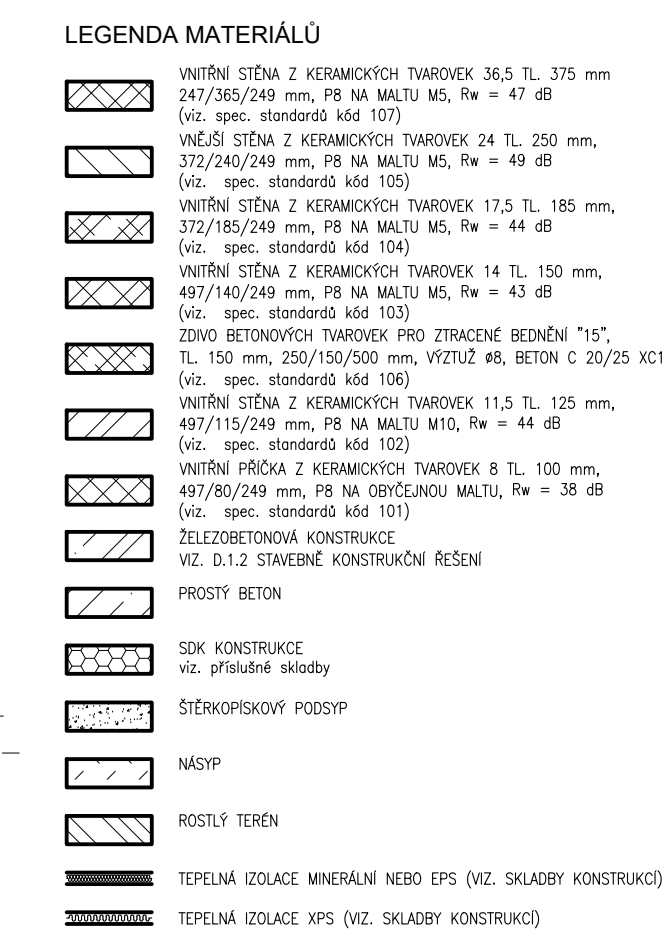 LEGENDA MATERIÁLŮ
VNITŘNÍ STĚNA Z KERAMICKÝCH TVAROVEK 36,5 TL. 375 mm
247/365/249 mm, P8 NA MALTU M5, Rw = 47 dB
(viz. spec. standardů kód 107)
VNĚJŠÍ STĚNA Z KERAMICKÝCH TVAROVEK 24 TL. 250 mm,
372/240/249 mm, P8 NA MALTU M5, Rw = 49 dB
(viz. spec. standardů kód 105)
VNITŘNÍ STĚNA Z KERAMICKÝCH TVAROVEK 17,5 TL. 185 mm,
372/185/249 mm, P8 NA MALTU M5, Rw = 44 dB
(viz. spec. standardů kód 104)
VNITŘNÍ STĚNA Z KERAMICKÝCH TVAROVEK 14 TL. 150 mm,
497/140/249 mm, P8 NA MALTU M5, Rw = 43 dB
(viz. spec. standardů kód 103)
ZDIVO BETONOVÝCH TVAROVEK PRO ZTRACENÉ BEDNĚNÍ "15",
TL. 150 mm, 250/150/500 mm, VÝZTUŽ ø8, BETON C 20/25 XC1
(viz. spec. standardů kód 106)
VNITŘNÍ STĚNA Z KERAMICKÝCH TVAROVEK 11,5 TL. 125 mm,
497/115/249 mm, P8 NA MALTU M10, Rw = 44 dB
(viz. spec. standardů kód 102)
VNITŘNÍ PŘÍČKA Z KERAMICKÝCH TVAROVEK 8 TL. 100 mm,
497/80/249 mm, P8 NA OBYČEJNOU MALTU, Rw = 38 dB
(viz. spec. standardů kód 101)
ŽELEZOBETONOVÁ KONSTRUKCE
VIZ. D.1.2 STAVEBNĚ KONSTRUKČNÍ ŘEŠENÍ
PROSTÝ BETON
SDK KONSTRUKCE
viz. příslušné skladby
ŠTĚRKOPÍSKOVÝ PODSYP
NÁSYP
ROSTLÝ TERÉN
TEPELNÁ IZOLACE MINERÁLNÍ NEBO EPS (VIZ. SKLADBY KONSTRUKCÍ)
TEPELNÁ IZOLACE XPS (VIZ. SKLADBY KONSTRUKCÍ)